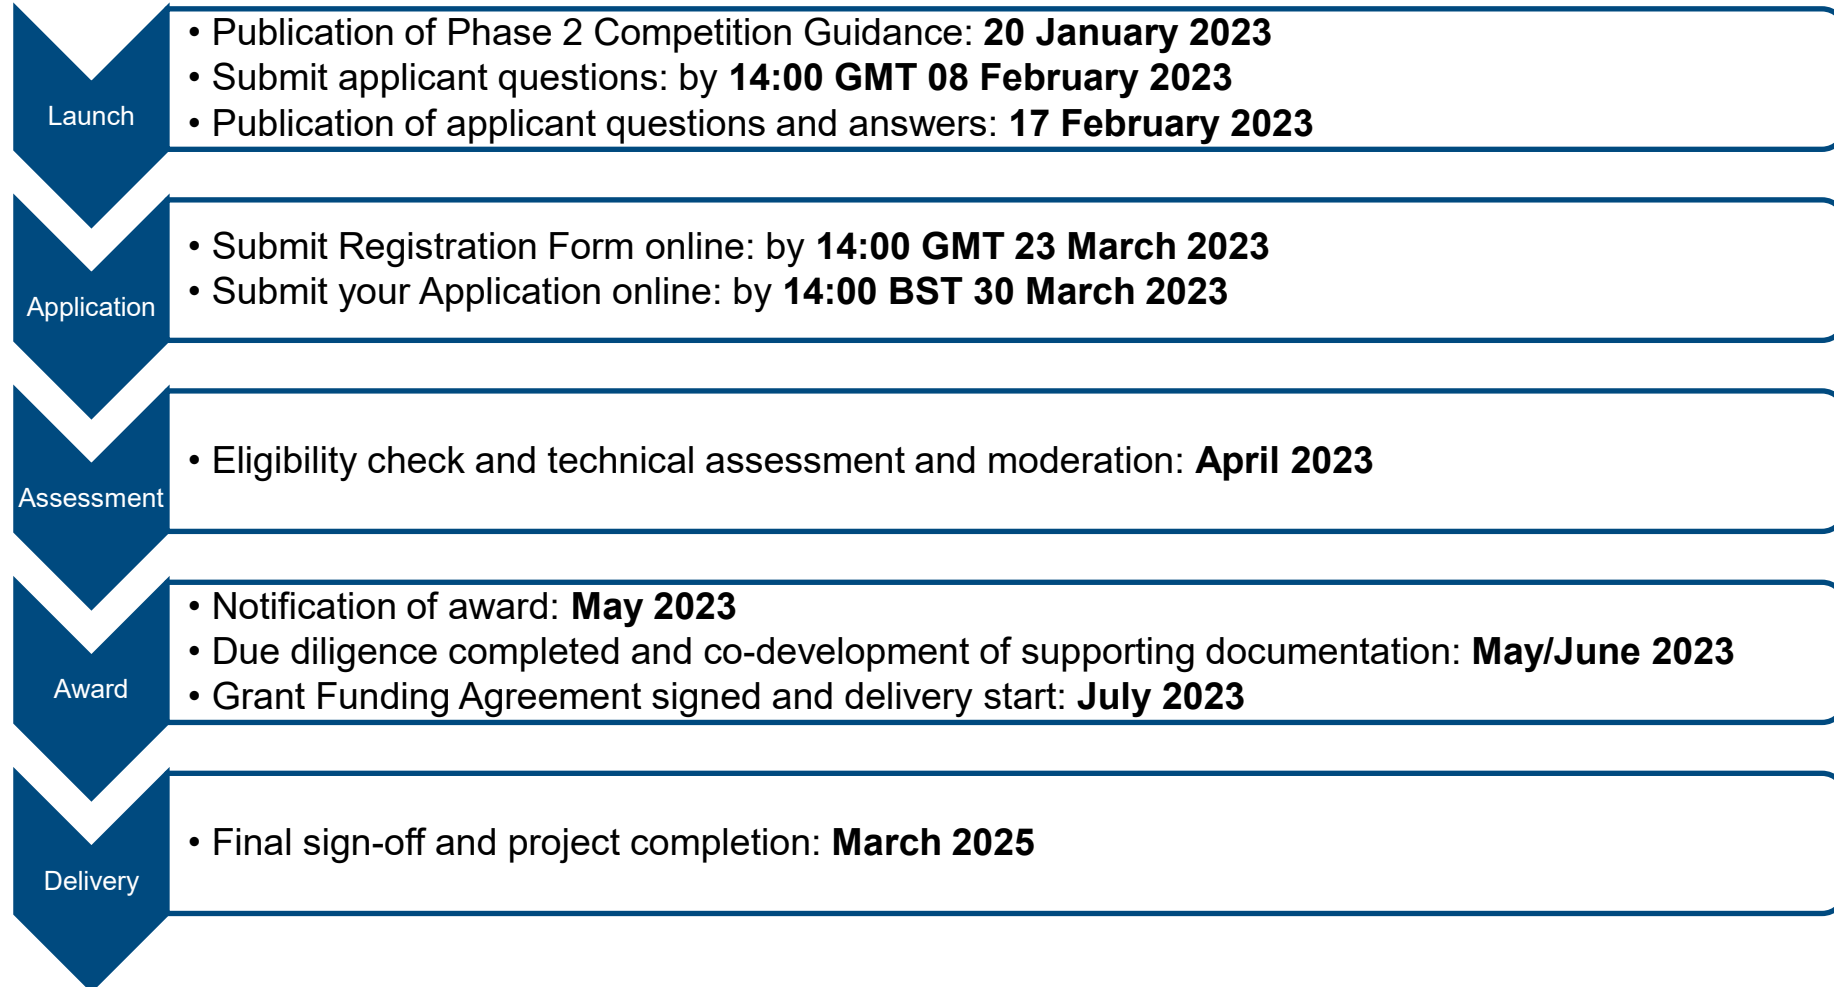 Launch
• Publication of Phase 2 Competition Guidance: 20 January 2023
• Submit applicant questions: by 14:00 GMT 08 February 2023
• Publication of applicant questions and answers: 17 February 2023
Application
• Submit Registration Form online: by 14:00 GMT 23 March 2023
• Submit your Application online: by 14:00 BST 30 March 2023
Assessment
• Eligibility check and technical assessment and moderation: April 2023
Award
• Notification of award: May 2023
• Due diligence completed and co-development of supporting documentation: May/June 2023
• Grant Funding Agreement signed and delivery start: July 2023
Delivery
• Final sign-off and project completion: March 2025